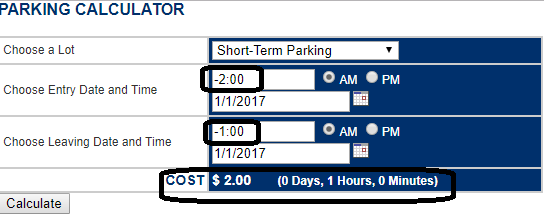 PARKING CALCULATOR
Choose a Lot Short-Term Parking
Choose Entry Date and Time -2:00 AM PM
1/1/2017
Choose Leaving Date and Time -1:00 AM PM
1/1/2017
COST $ 2.00 (0 Days, 1 Hours, 0 Minutes)
Calculate